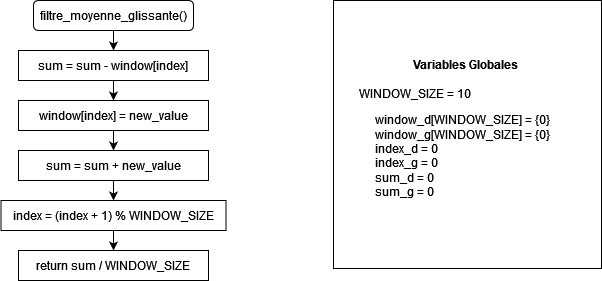 filtre_moyenne_glissante()
sum = sum - window[index]
window[index] = new_value
sum = sum + new_value
index = (index + 1) % WINDOW_SIZE
return sum / WINDOW_SIZE
Variables Globales
WINDOW_SIZE = 10
window_d[WINDOW_SIZE] = {0}
window_g[WINDOW_SIZE] = {0}
index_d = 0
index_g = 0
sum_d = 0
sum_g = 0